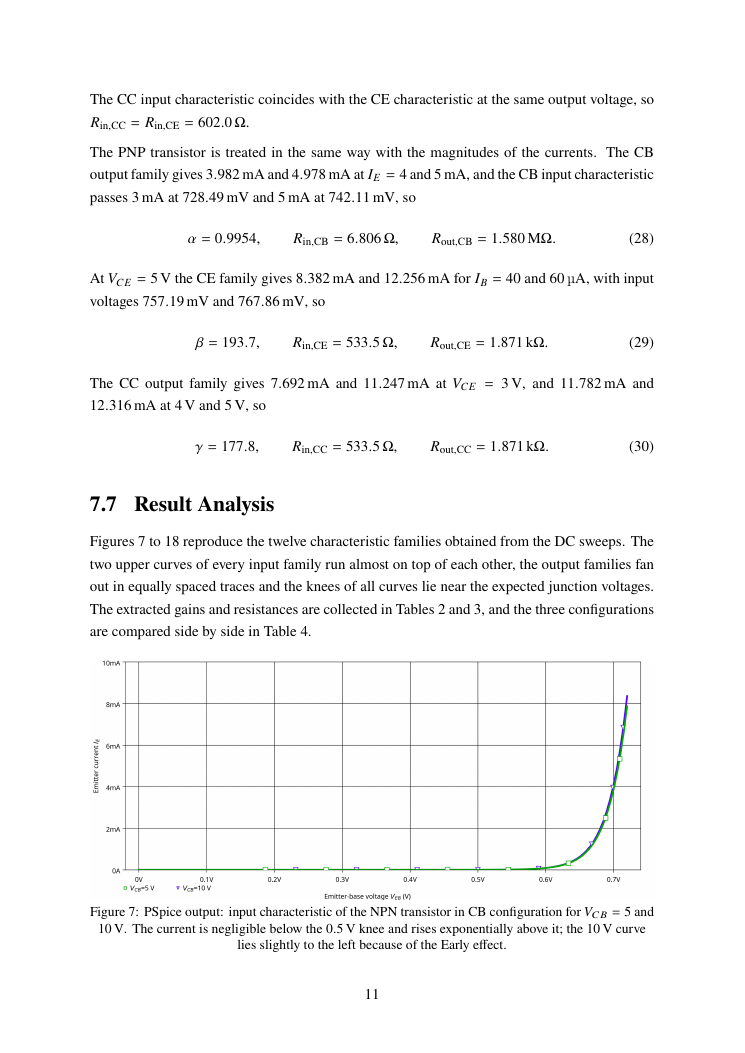 The CC input characteristic coincides with the CE characteristic at the same output voltage, so
R_in,CC = R_in,CE = 602.0 Ω.
The PNP transistor is treated in the same way with the magnitudes of the currents. The CB
output family gives 3.982 mA and 4.978 mA at I_E = 4 and 5 mA, and the CB input characteristic
passes 3 mA at 728.49 mV and 5 mA at 742.11 mV, so
α = 0.9954, R_in,CB = 6.806 Ω, R_out,CB = 1.580 MΩ. (28)
At V_CE = 5 V the CE family gives 8.382 mA and 12.256 mA for I_B = 40 and 60 µA, with input
voltages 757.19 mV and 767.86 mV, so
β = 193.7, R_in,CE = 533.5 Ω, R_out,CE = 1.871 kΩ. (29)
The CC output family gives 7.692 mA and 11.247 mA at V_CE = 3 V, and 11.782 mA and
12.316 mA at 4 V and 5 V, so
γ = 177.8, R_in,CC = 533.5 Ω, R_out,CC = 1.871 kΩ. (30)
7.7 Result Analysis
Figures 7 to 18 reproduce the twelve characteristic families obtained from the DC sweeps. The
two upper curves of every input family run almost on top of each other, the output families fan
out in equally spaced traces and the knees of all curves lie near the expected junction voltages.
The extracted gains and resistances are collected in Tables 2 and 3, and the three configurations
are compared side by side in Table 4.
10mA
8mA
6mA
4mA
2mA
0A
Emitter current I_E
0V 0.1V 0.2V 0.3V 0.4V 0.5V 0.6V 0.7V
V_CB=5 V V_CB=10 V
Emitter-base voltage V_EB (V)
Figure 7: PSpice output: input characteristic of the NPN transistor in CB configuration for V_CB = 5 and
10 V. The current is negligible below the 0.5 V knee and rises exponentially above it; the 10 V curve
lies slightly to the left because of the Early effect.
11